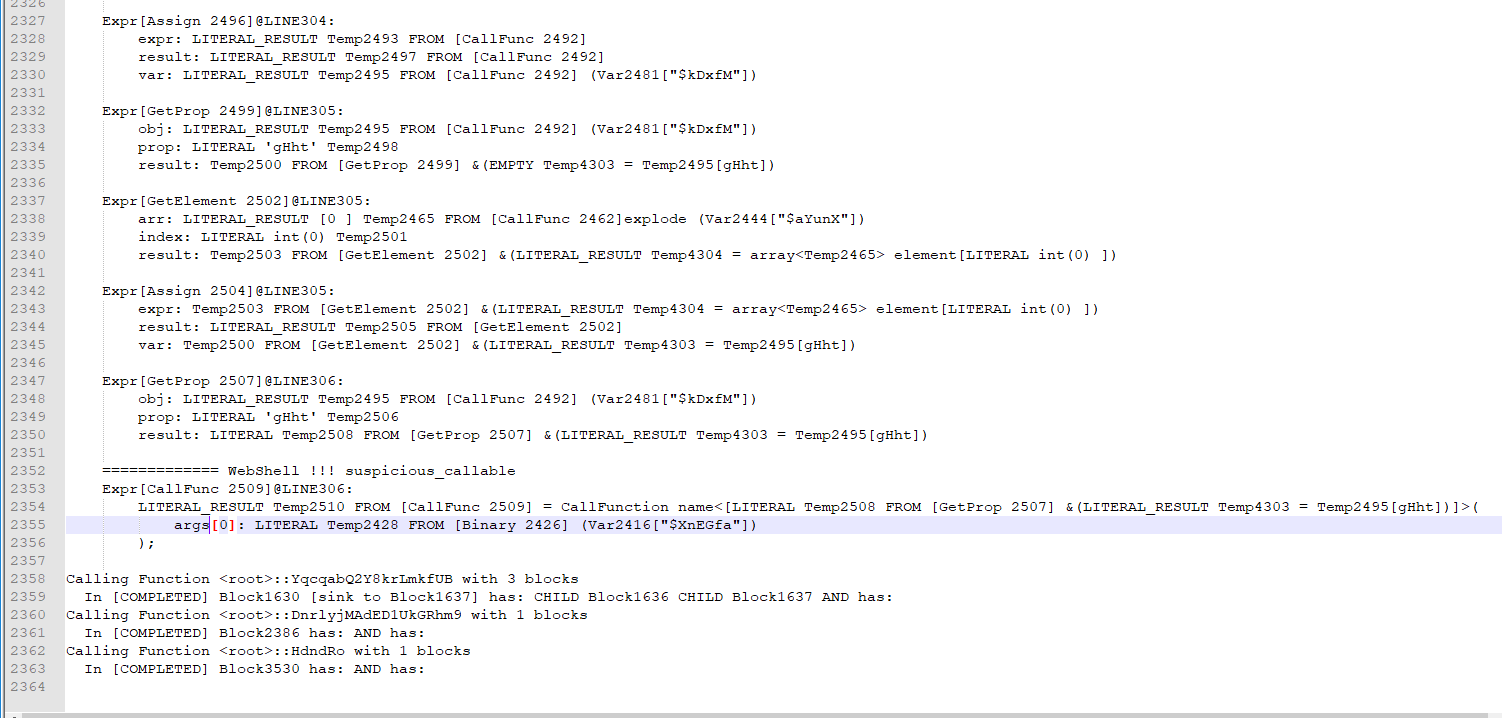 2326
2327 Expr[Assign 2496]@LINE304:
2328 expr: LITERAL_RESULT Temp2493 FROM [CallFunc 2492]
2329 result: LITERAL_RESULT Temp2497 FROM [CallFunc 2492]
2330 var: LITERAL_RESULT Temp2495 FROM [CallFunc 2492] (Var2481["$kDxfM"])
2331
2332 Expr[GetProp 2499]@LINE305:
2333 obj: LITERAL_RESULT Temp2495 FROM [CallFunc 2492] (Var2481["$kDxfM"])
2334 prop: LITERAL 'gHht' Temp2498
2335 result: Temp2500 FROM [GetProp 2499] &(EMPTY Temp4303 = Temp2495[gHht])
2336
2337 Expr[GetElement 2502]@LINE305:
2338 arr: LITERAL_RESULT [0 ] Temp2465 FROM [CallFunc 2462]explode (Var2444["$aYunX"])
2339 index: LITERAL int(0) Temp2501
2340 result: Temp2503 FROM [GetElement 2502] &(LITERAL_RESULT Temp4304 = array<Temp2465> element[LITERAL int(0) ])
2341
2342 Expr[Assign 2504]@LINE305:
2343 expr: Temp2503 FROM [GetElement 2502] &(LITERAL_RESULT Temp4304 = array<Temp2465> element[LITERAL int(0) ])
2344 result: LITERAL_RESULT Temp2505 FROM [GetElement 2502]
2345 var: Temp2500 FROM [GetElement 2502] &(LITERAL_RESULT Temp4303 = Temp2495[gHht])
2346
2347 Expr[GetProp 2507]@LINE306:
2348 obj: LITERAL_RESULT Temp2495 FROM [CallFunc 2492] (Var2481["$kDxfM"])
2349 prop: LITERAL 'gHht' Temp2506
2350 result: LITERAL Temp2508 FROM [GetProp 2507] &(LITERAL_RESULT Temp4303 = Temp2495[gHht])
2351
2352 ============= WebShell !!! suspicious_callable
2353 Expr[CallFunc 2509]@LINE306:
2354 LITERAL_RESULT Temp2510 FROM [CallFunc 2509] = CallFunction name<[LITERAL Temp2508 FROM [GetProp 2507] &(LITERAL_RESULT Temp4303 = Temp2495[gHht])]>(
2355 args[0]: LITERAL Temp2428 FROM [Binary 2426] (Var2416["$XnEGfa"])
2356 );
2357
2358 Calling Function <root>::YqcqabQ2Y8krLmkfUB with 3 blocks
2359 In [COMPLETED] Block1630 [sink to Block1637] has: CHILD Block1636 CHILD Block1637 AND has:
2360 Calling Function <root>::DnrlyjMAdED1UkGRhm9 with 1 blocks
2361 In [COMPLETED] Block2386 has: AND has:
2362 Calling Function <root>::HdndRo with 1 blocks
2363 In [COMPLETED] Block3530 has: AND has:
2364